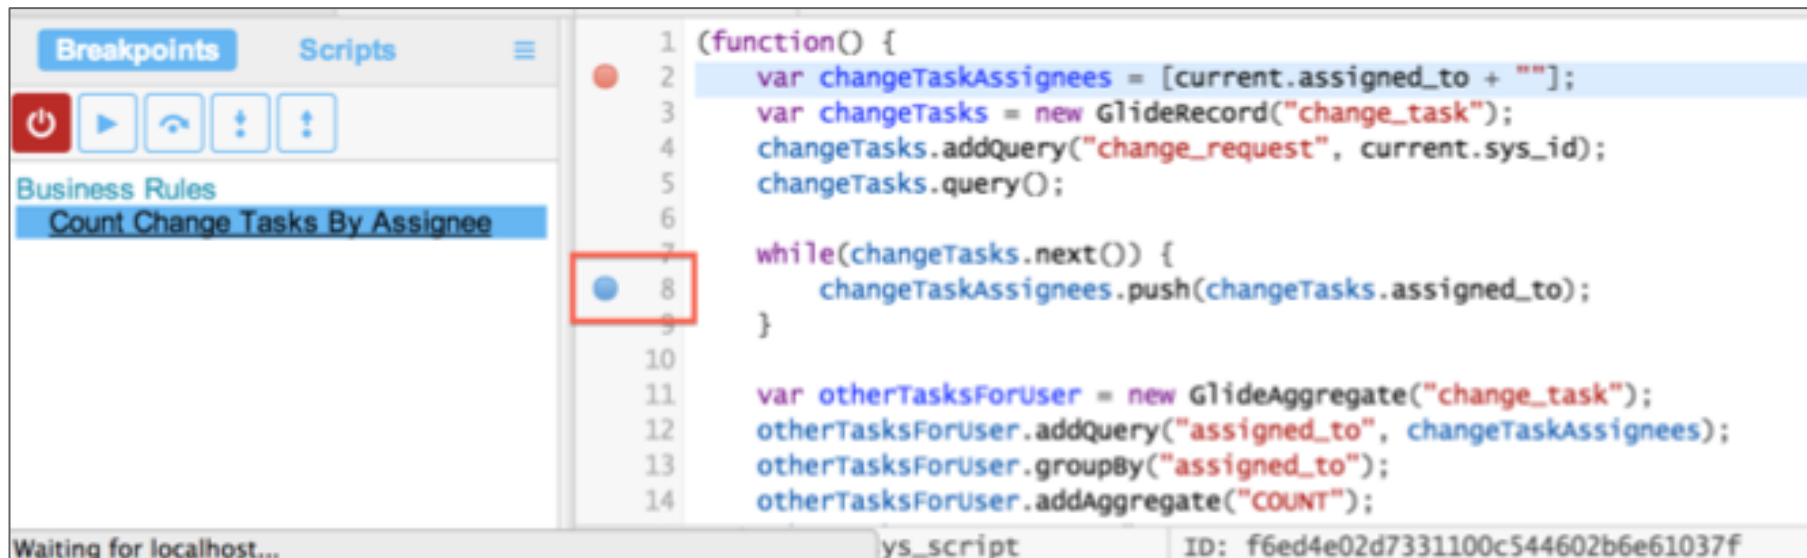 Breakpoints Scripts
Business Rules
Count Change Tasks By Assignee
1 (function() {
2 var changeTaskAssignees = [current.assigned_to + ""];
3 var changeTasks = new GlideRecord("change_task");
4 changeTasks.addQuery("change_request", current.sys_id);
5 changeTasks.query();
6
7 while(changeTasks.next()) {
8 changeTaskAssignees.push(changeTasks.assigned_to);
9 }
10
11 var otherTasksForUser = new GlideAggregate("change_task");
12 otherTasksForUser.addQuery("assigned_to", changeTaskAssignees);
13 otherTasksForUser.groupBy("assigned_to");
14 otherTasksForUser.addAggregate("COUNT");
Waiting for localhost... ys_script ID: f6ed4e02d7331100c544602b6e61037f